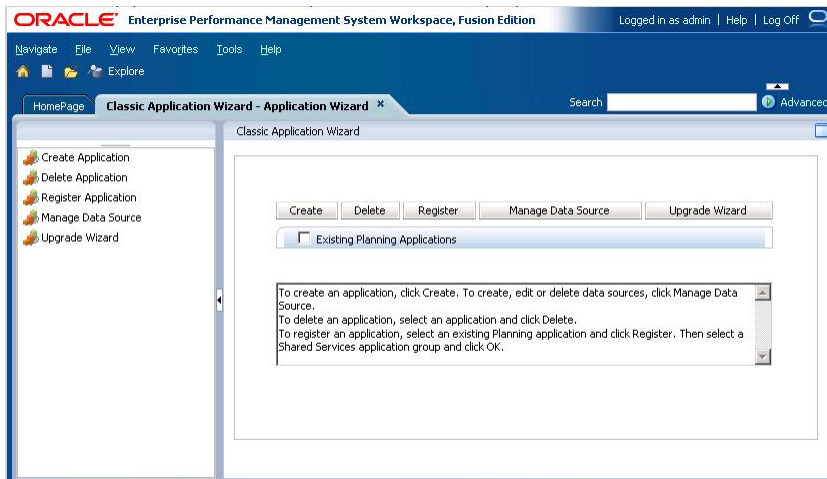 ORACLE Enterprise Performance Management System Workspace, Fusion Edition
Logged in as admin | Help | Log Off
Navigate File View Favorites Tools Help
Explore
HomePage
Classic Application Wizard - Application Wizard ×
Search
Advanced
Classic Application Wizard
Create Application
Delete Application
Register Application
Manage Data Source
Upgrade Wizard
Create Delete Register Manage Data Source Upgrade Wizard
Existing Planning Applications
To create an application, click Create. To create, edit or delete data sources, click Manage Data
Source.
To delete an application, select an application and click Delete.
To register an application, select an existing Planning application and click Register. Then select a
Shared Services application group and click OK.